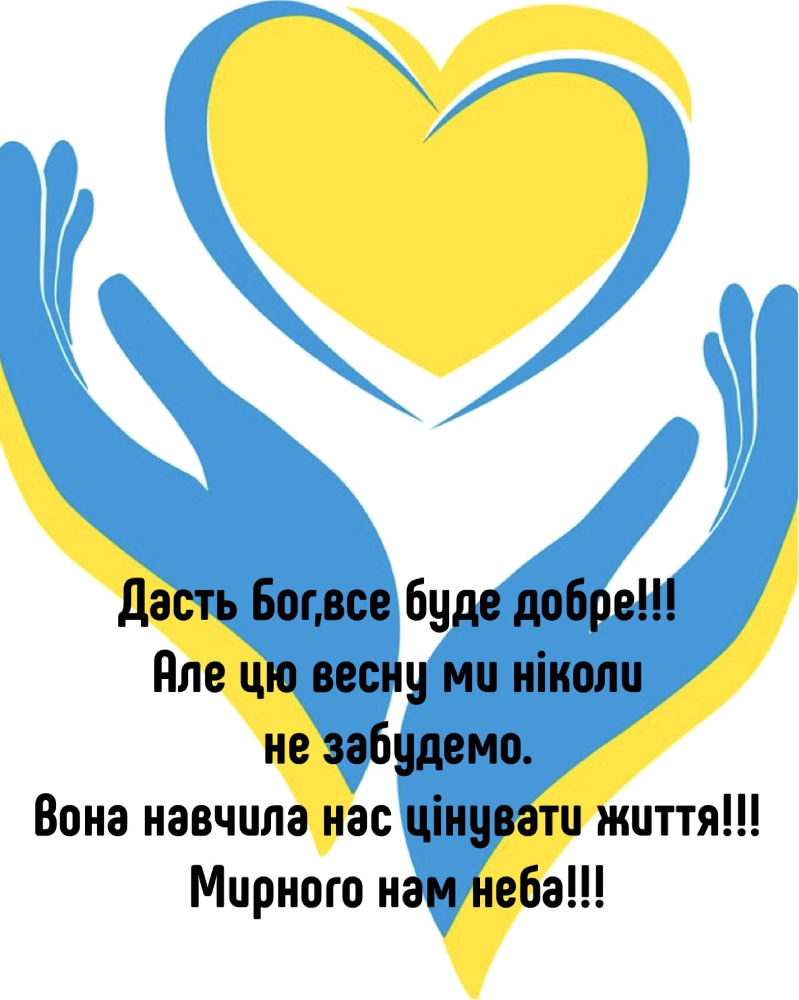 Дасть Бог,все буде добре!!!
Але цю весну ми ніколи
не забудемо.
Вона навчила нас цінувати життя!!!
Мирного нам неба!!!